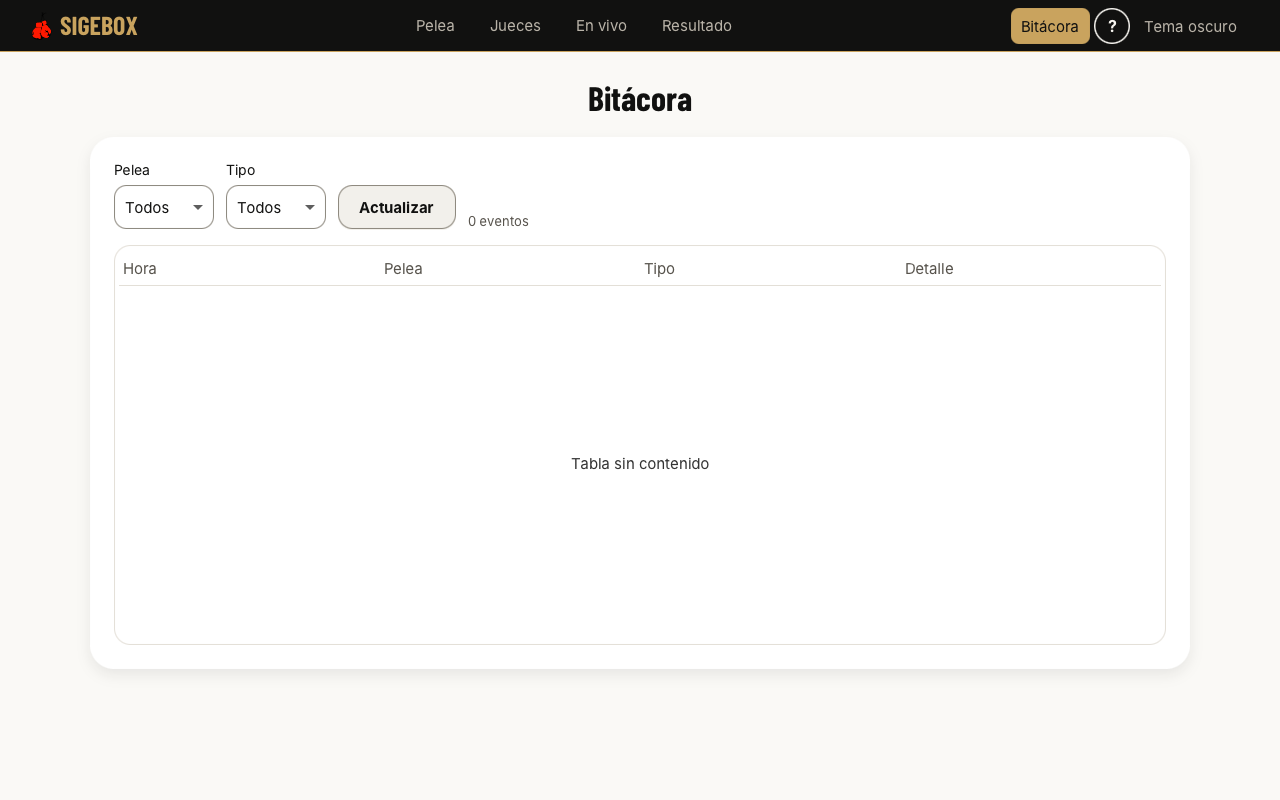 SIGEBOX
Pelea Jueces En vivo Resultado
Bitácora ? Tema oscuro
Bitácora
Pelea Tipo
Todos Todos Actualizar 0 eventos
Hora Pelea Tipo Detalle
Tabla sin contenido